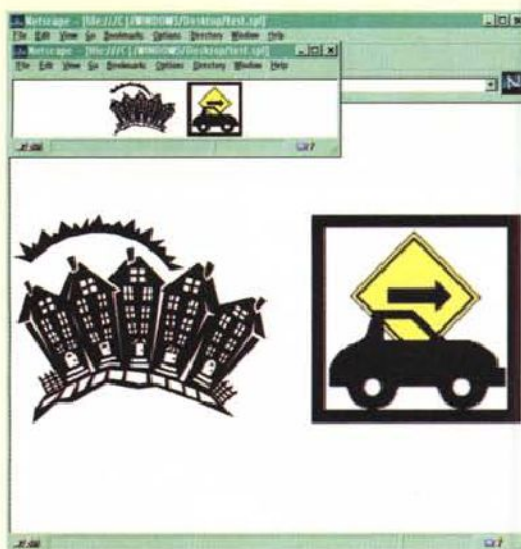 Netscape - [file:///C|/WINDOWS/Desktop/test.spl]
File Edit View Go Bookmarks Options Directory Window Help
Netscape - [file:///C|/WINDOWS/Desktop/test.spl]
File Edit View Go Bookmarks Options Directory Window Help
N